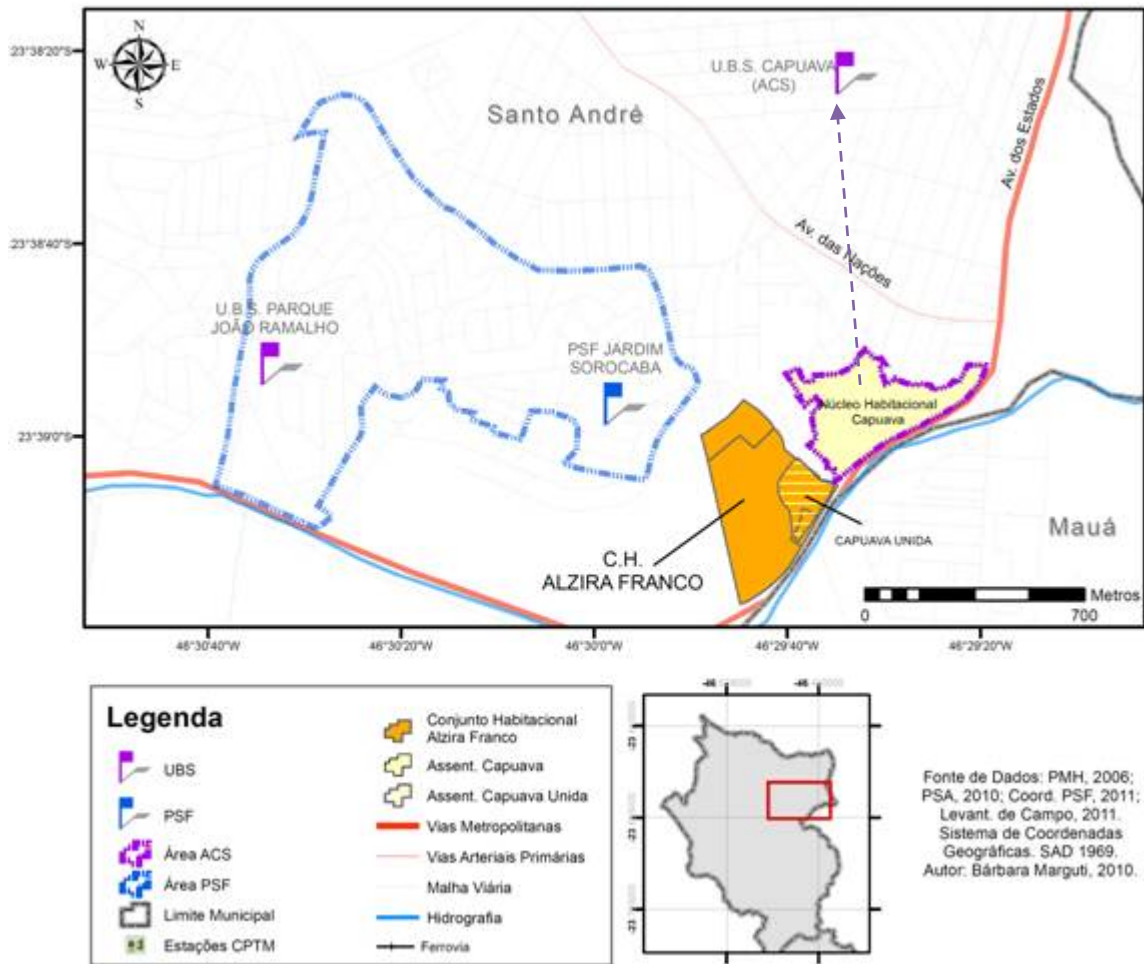 N
W E
S
23°38'20"S
23°38'40"S
23°39'0"S
U.B.S. CAPUAVA
(ACS)
Santo André
Av. dos Estados
Av. das Nações
U.B.S. PARQUE
JOÃO RAMALHO
PSF JARDIM
SOROCABA
Núcleo Habitacional
Capuava
Mauá
CAPUAVA UNIDA
C.H.
ALZIRA FRANCO
Metros
0 700
46°30'40"W 46°30'20"W 46°30'0"W 46°29'40"W 46°29'20"W
Legenda
UBS
PSF
Área ACS
Área PSF
Limite Municipal
Estações CPTM
Conjunto Habitacional
Alzira Franco
Assent. Capuava
Assent. Capuava Unida
Vias Metropolitanas
Vias Arteriais Primárias
Malha Viária
Hidrografia
Ferrovia
Fonte de Dados: PMH, 2006;
PSA, 2010; Coord. PSF, 2011;
Levant. de Campo, 2011.
Sistema de Coordenadas
Geográficas. SAD 1969.
Autor: Bárbara Marguti, 2010.